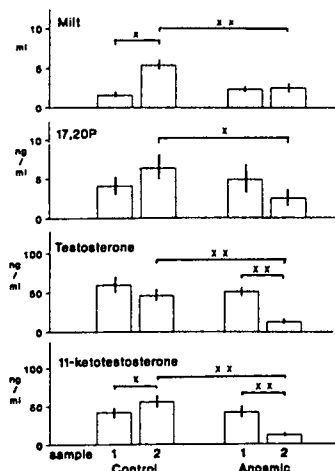 Milt
x
x x
10
ml
5
0
17,20P
x
10
ng / ml
5
0
Testosterone
x x
x x
100
ng / ml
50
0
11-ketotestosterone
x
x x
x x
100
ng / ml
50
0
sample 1 2 1 2
Control Anosmic